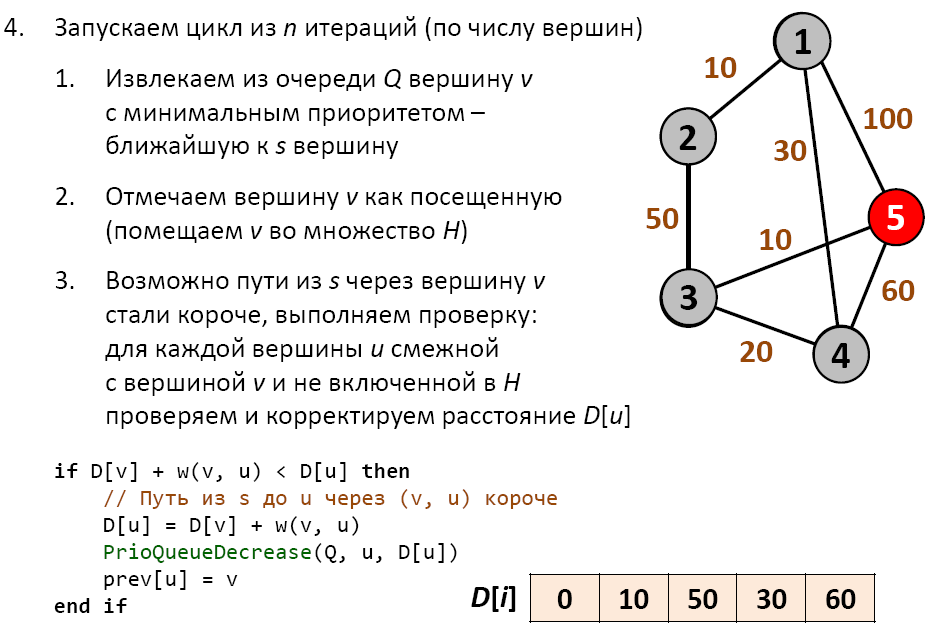 4. Запускаем цикл из n итераций (по числу вершин)
1. Извлекаем из очереди Q вершину v
с минимальным приоритетом –
ближайшую к s вершину
2. Отмечаем вершину v как посещенную
(помещаем v во множество H)
3. Возможно пути из s через вершину v
стали короче, выполняем проверку:
для каждой вершины u смежной
с вершиной v и не включенной в H
проверяем и корректируем расстояние D[u]
if D[v] + w(v, u) < D[u] then
// Путь из s до u через (v, u) короче
D[u] = D[v] + w(v, u)
PrioQueueDecrease(Q, u, D[u])
prev[u] = v
end if
1
10
100
2
30
5
50
10
60
3
20
4
D[i] 0 10 50 30 60